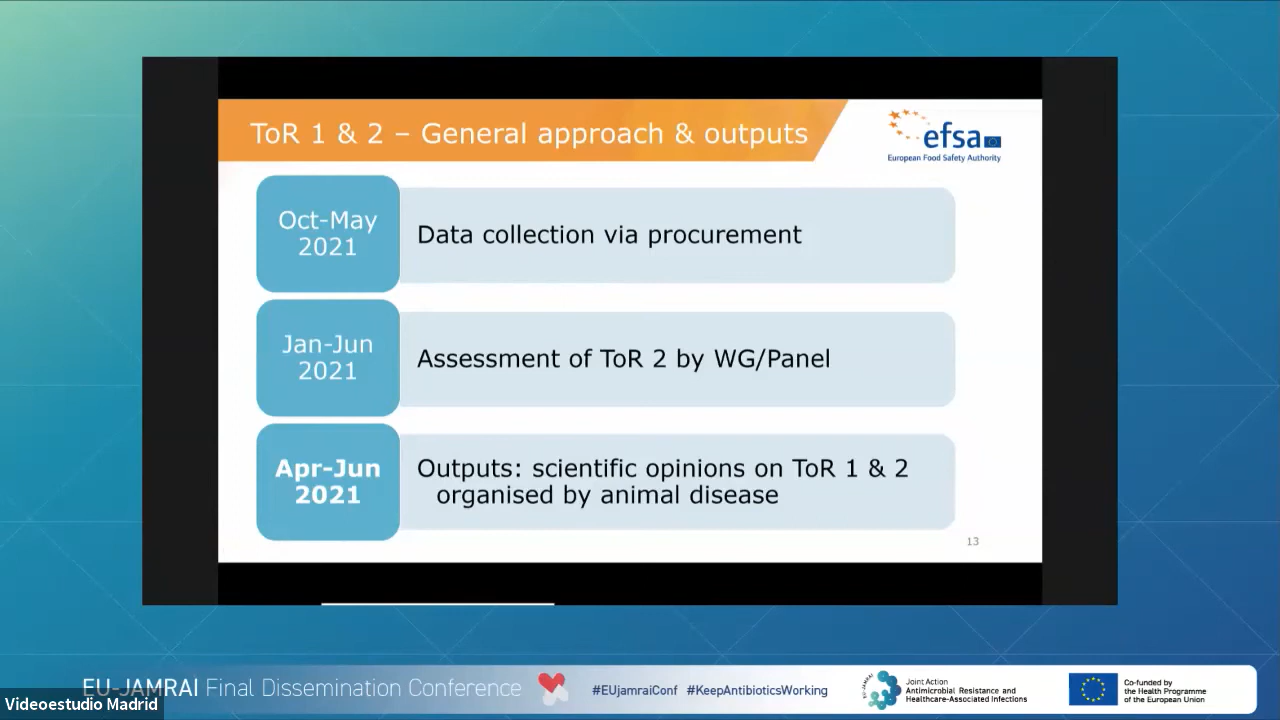 ToR 1 & 2 – General approach & outputs
efsa
European Food Safety Authority
Oct-May
2021
Data collection via procurement
Jan-Jun
2021
Assessment of ToR 2 by WG/Panel
Apr-Jun
2021
Outputs: scientific opinions on ToR 1 & 2
organised by animal disease
13
EU-JAMRAI Final Dissemination Conference
#EUjamraiConf #KeepAntibioticsWorking
EU-JAMRAI
Joint Action
Antimicrobial Resistance and
Healthcare-Associated Infections
Co-funded by
the Health Programme
of the European Union
Videoestudio Madrid